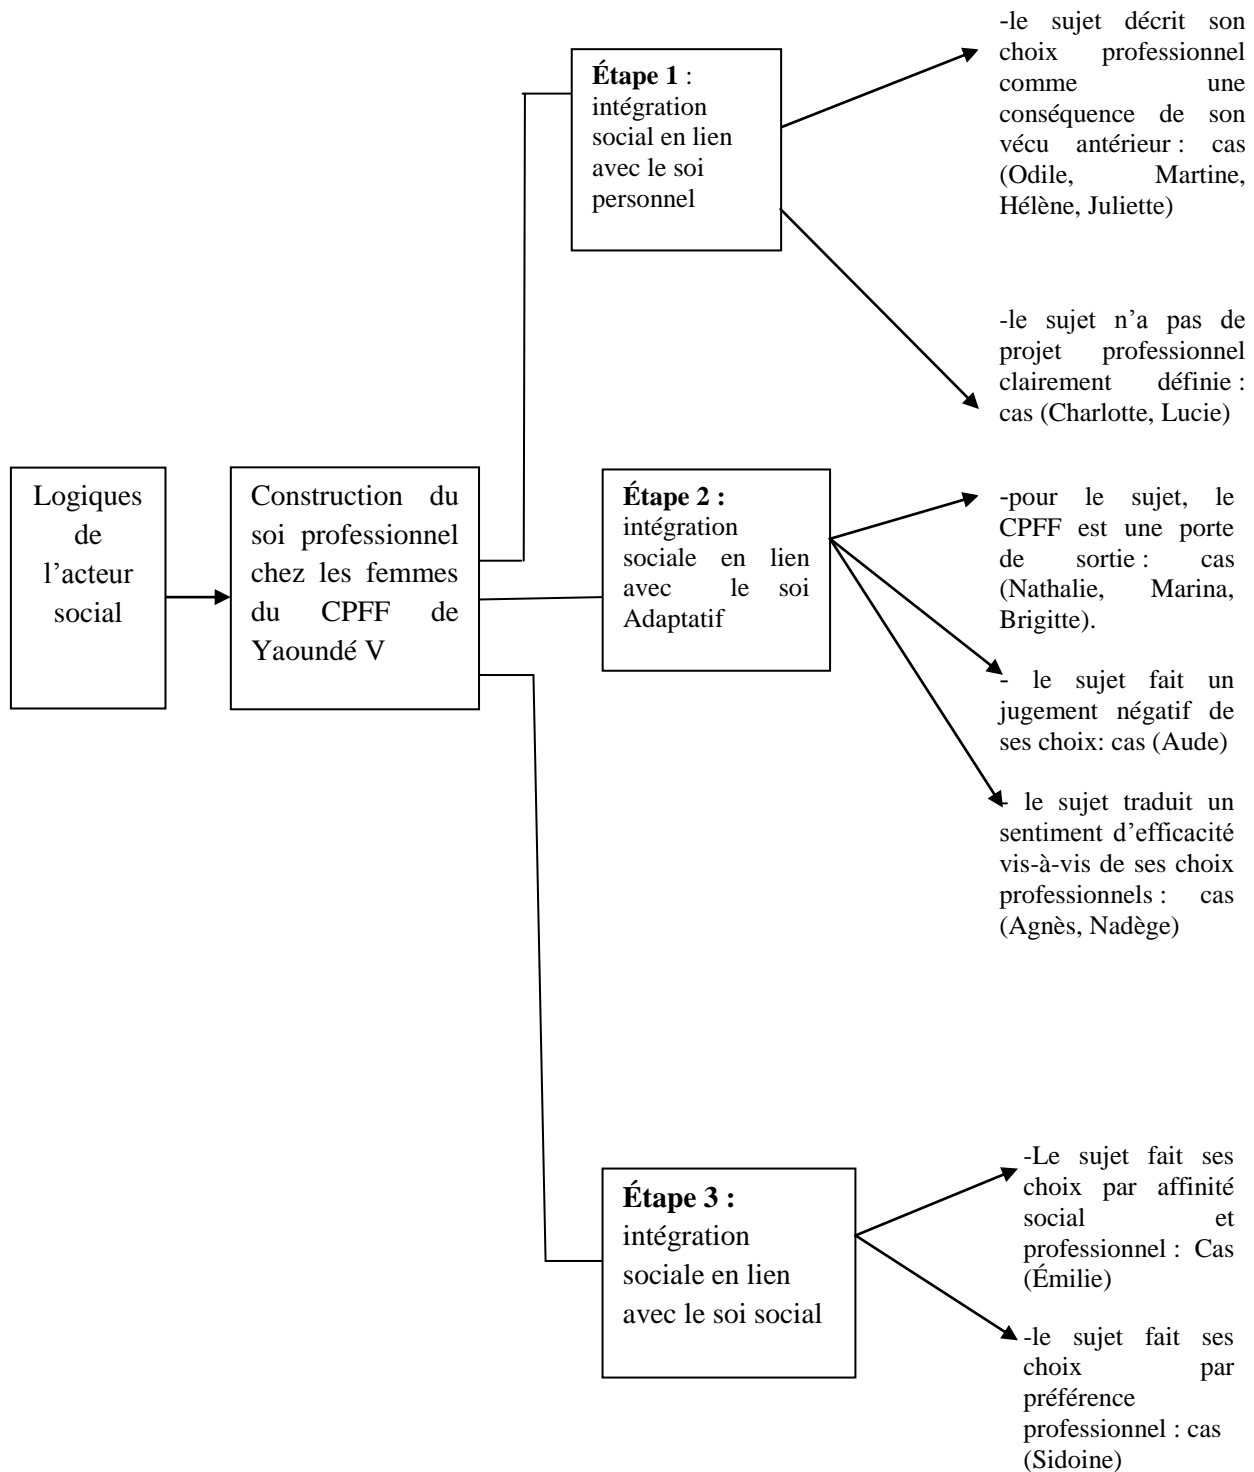 Logiques
de
l’acteur
social
Construction du
soi professionnel
chez les femmes
du CPFF de
Yaoundé V
Étape 1 :
intégration
social en lien
avec le soi
personnel
-le sujet décrit son
choix professionnel
comme une
conséquence de son
vécu antérieur : cas
(Odile, Martine,
Hélène, Juliette)
-le sujet n’a pas de
projet professionnel
clairement définie :
cas (Charlotte, Lucie)
Étape 2 :
intégration
sociale en lien
avec le soi
Adaptatif
-pour le sujet, le
CPFF est une porte
de sortie : cas
(Nathalie, Marina,
Brigitte).
- le sujet fait un
jugement négatif de
ses choix: cas (Aude)
- le sujet traduit un
sentiment d’efficacité
vis-à-vis de ses choix
professionnels : cas
(Agnès, Nadège)
Étape 3 :
intégration
sociale en lien
avec le soi social
-Le sujet fait ses
choix par affinité
social et
professionnel : Cas
(Émilie)
-le sujet fait ses
choix par
préférence
professionnel : cas
(Sidoine)